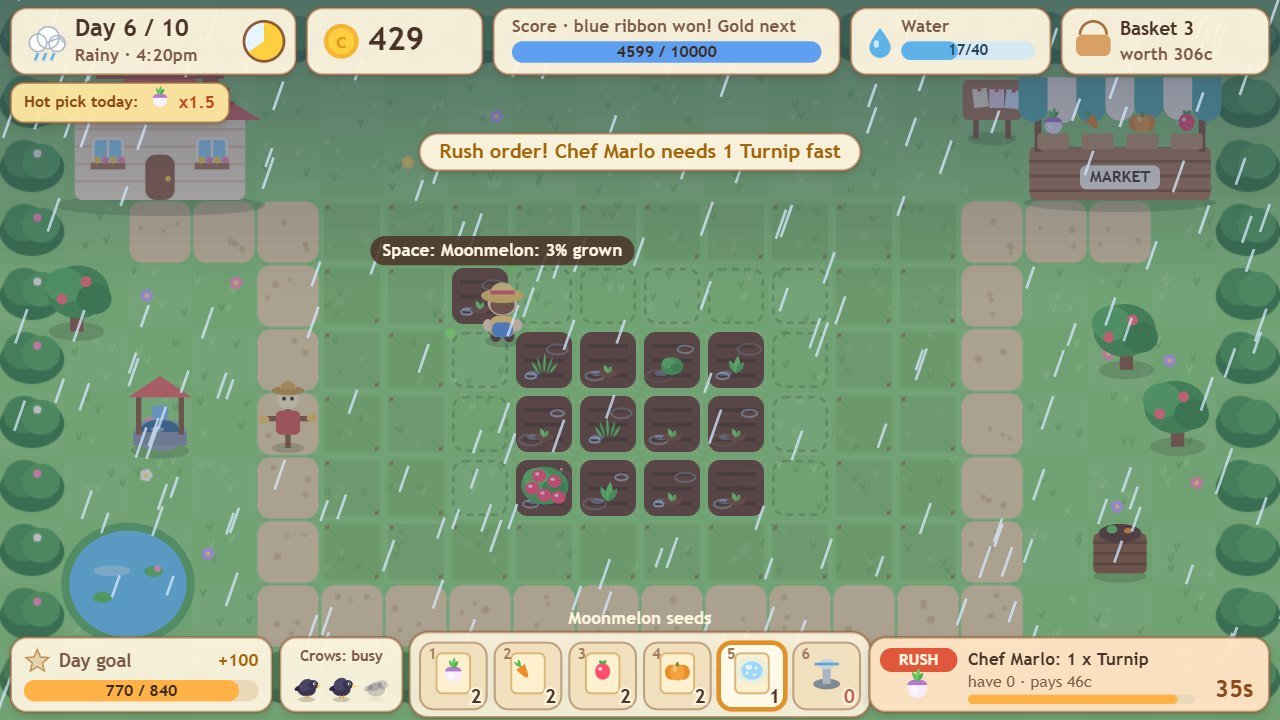 Day 6 / 10
Rainy · 4:20pm
C
429
Score · blue ribbon won! Gold next
4599 / 10000
Water
17/40
Basket 3
worth 306c
Hot pick today: x1.5
Rush order! Chef Marlo needs 1 Turnip fast
MARKET
Space: Moonmelon: 3% grown
Moonmelon seeds
Day goal +100
770 / 840
Crows: busy
1 2 3 4 5 6
2 2 2 2 1 0
RUSH
Chef Marlo: 1 x Turnip
have 0 · pays 46c
35s